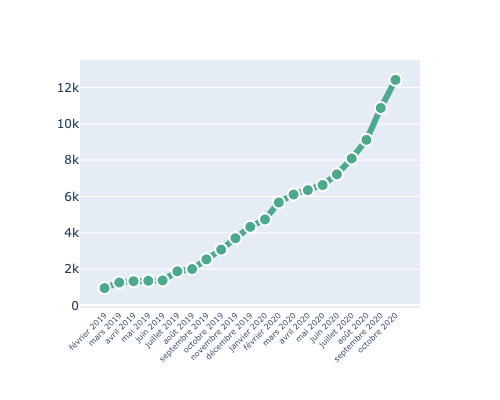 12k
10k
8k
6k
4k
2k
0
février 2019
mars 2019
avril 2019
mai 2019
juin 2019
juillet 2019
août 2019
septembre 2019
octobre 2019
novembre 2019
décembre 2019
janvier 2020
février 2020
mars 2020
avril 2020
mai 2020
juin 2020
juillet 2020
août 2020
septembre 2020
octobre 2020